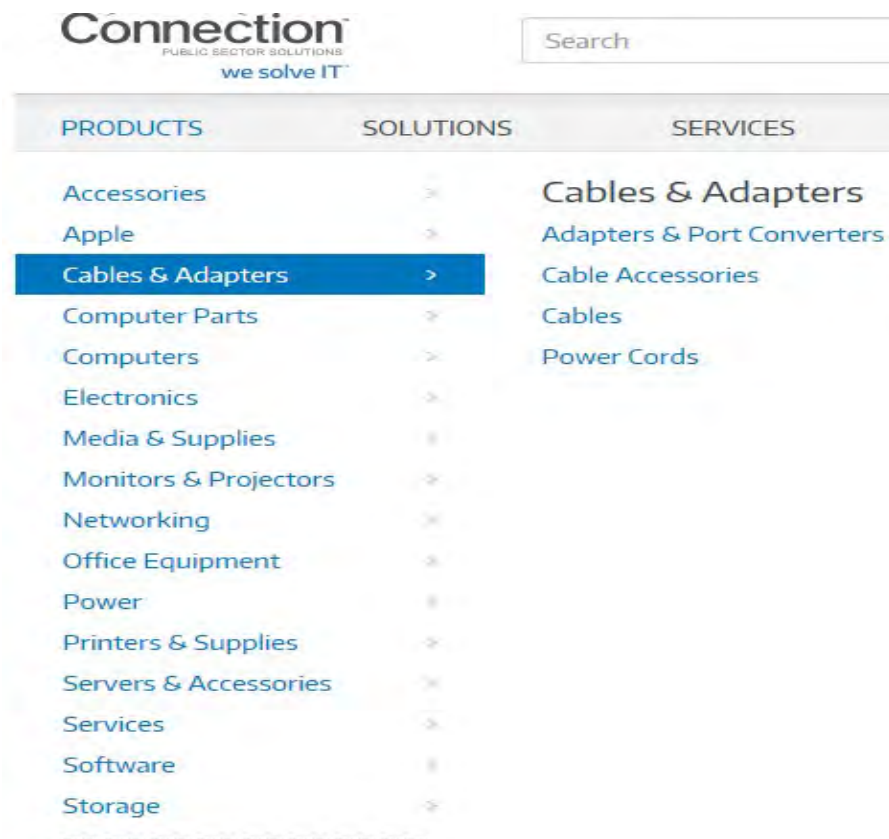 Connection™
PUBLIC SECTOR SOLUTIONS
we solve IT™
Search
PRODUCTS SOLUTIONS SERVICES
Accessories >
Apple >
Cables & Adapters >
Computer Parts >
Computers >
Electronics >
Media & Supplies >
Monitors & Projectors >
Networking >
Office Equipment >
Power >
Printers & Supplies >
Servers & Accessories >
Services >
Software >
Storage >
Cables & Adapters
Adapters & Port Converters
Cable Accessories
Cables
Power Cords